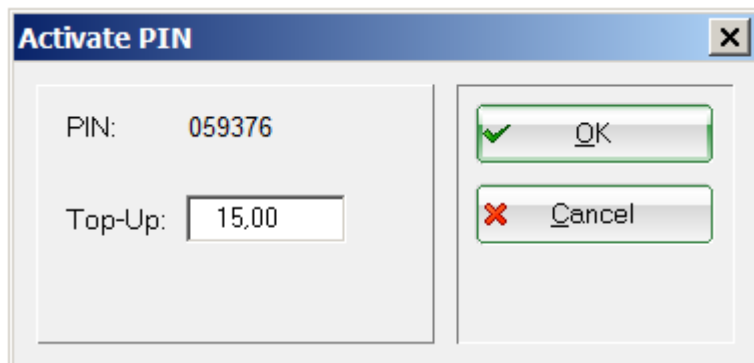 Activate PIN
PIN: 059376
OK
Top-Up: 15,00
Cancel